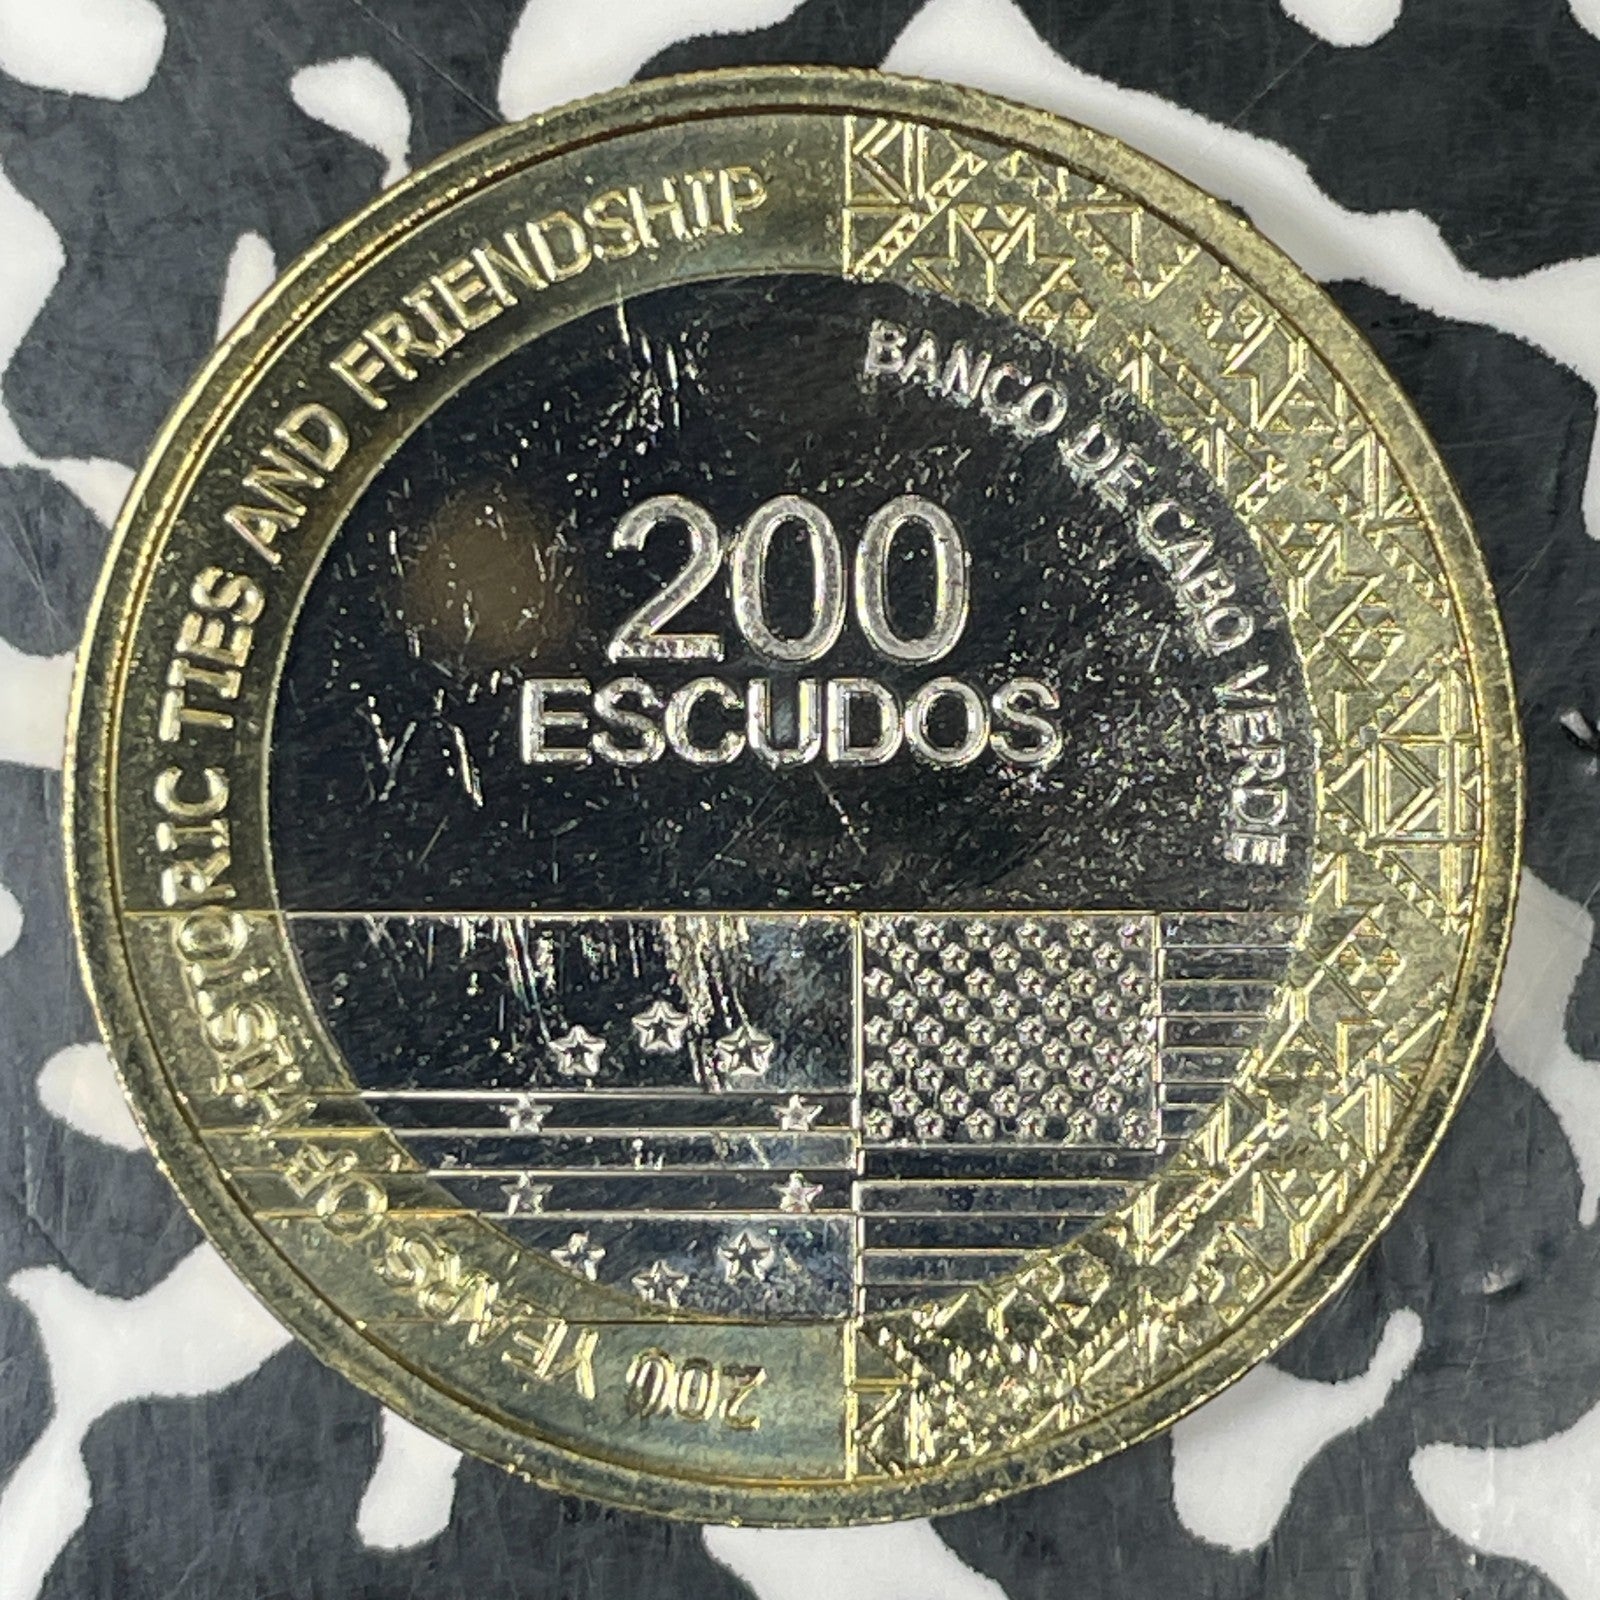 200 YEARS OF HISTORIC TIES AND FRIENDSHIP
BANCO DE CABO VERDE
200
ESCUDOS